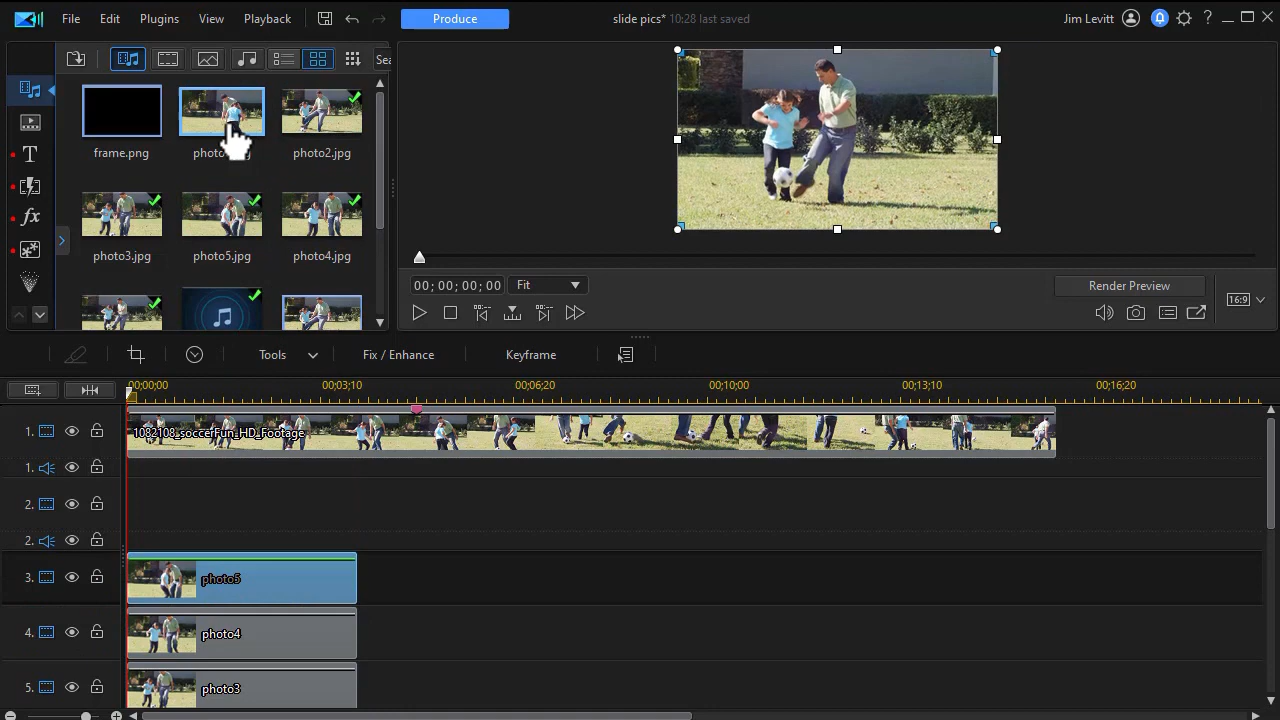 File Edit Plugins View Playback Produce slide pics* 10:28 last saved Jim Levitt
T
fx
frame.png photo2.jpg
photo3.jpg photo5.jpg photo4.jpg
00; 00; 00; 00 Fit Render Preview
16:9
Tools Fix / Enhance Keyframe
00;00;00 00;03;10 00;06;20 00;10;00 00;13;10 00;16;20
1. 1082108_soccerFun_HD_Footage
1.
2.
2.
3. photo5
4. photo4
5. photo3